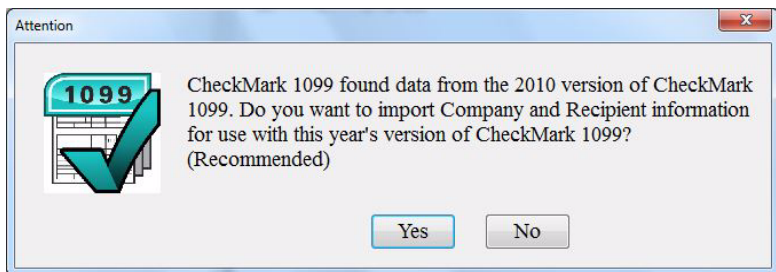 Attention
x
1099
CheckMark 1099 found data from the 2010 version of CheckMark
1099. Do you want to import Company and Recipient information
for use with this year's version of CheckMark 1099?
(Recommended)
Yes
No